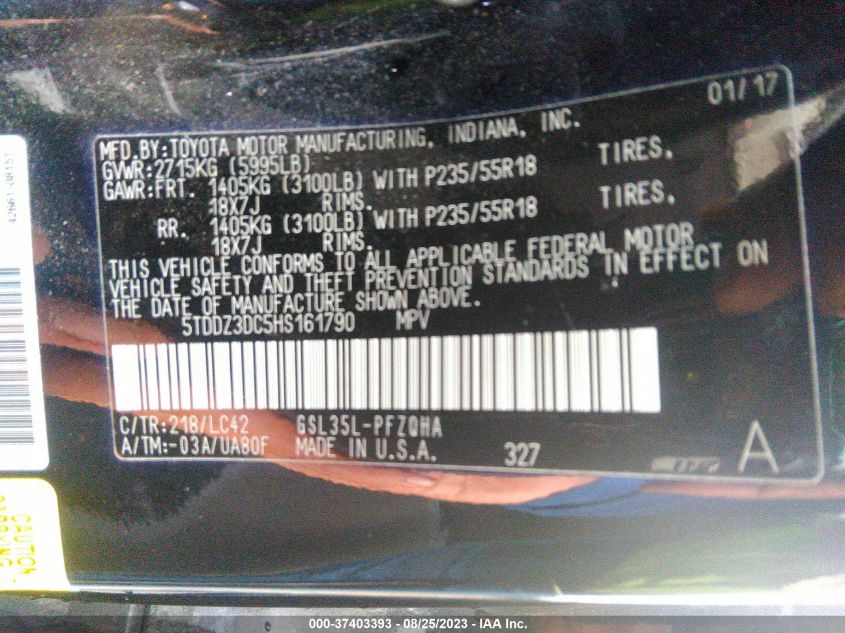 01/17
MFD. BY: TOYOTA MOTOR MANUFACTURING, INDIANA, INC.
GVWR: 2715KG (5995LB)
GAWR: FRT. 1405KG (3100LB) WITH P235/55R18 TIRES,
18X7J RIMS.
RR. 1405KG (3100LB) WITH P235/55R18 TIRES,
18X7J RIMS.
THIS VEHICLE CONFORMS TO ALL APPLICABLE FEDERAL MOTOR
VEHICLE SAFETY AND THEFT PREVENTION STANDARDS IN EFFECT ON
THE DATE OF MANUFACTURE SHOWN ABOVE.
5TDDZ3DC5HS161790 MPV
C/TR: 218/LC42 GSL35L-PFZQHA
A/TM: -03A/UA80F MADE IN U.S.A. 327 A
42661-08151
CAUTION
000-37403393 - 08/25/2023 - IAA Inc.